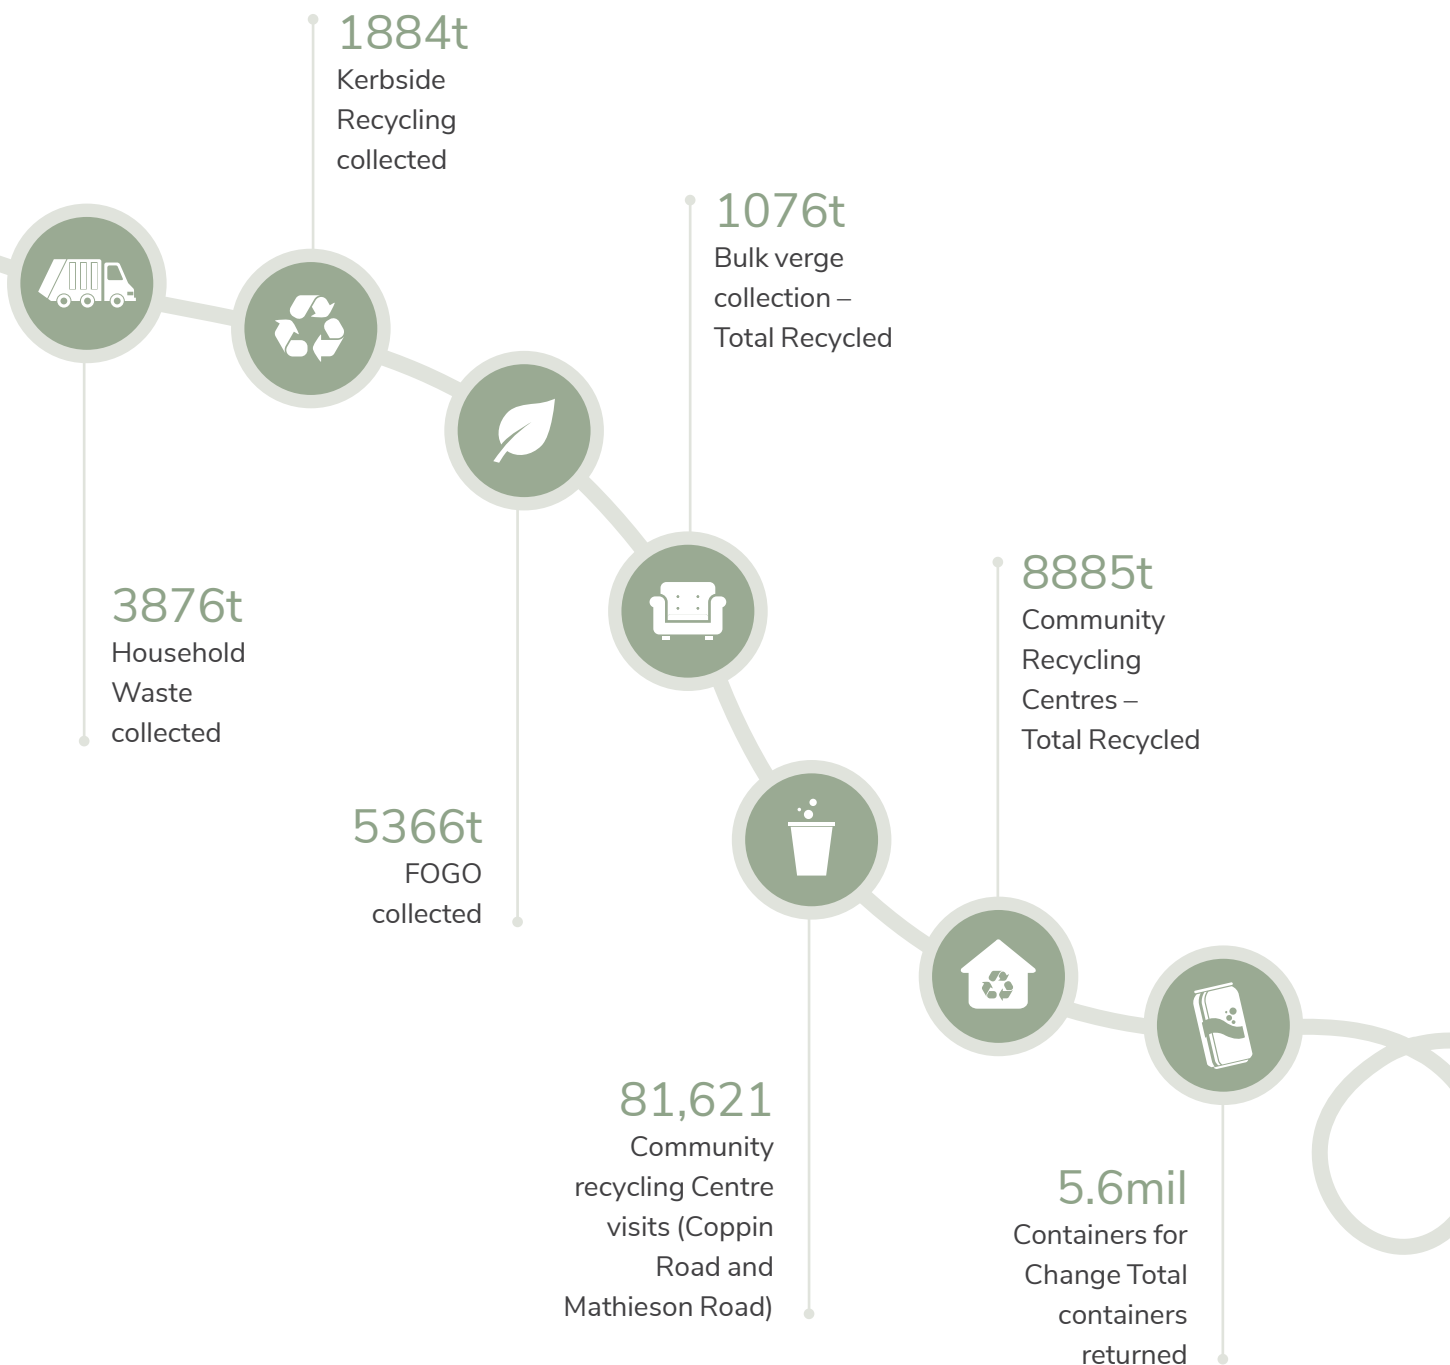 1884t
Kerbside
Recycling
collected
1076t
Bulk verge
collection –
Total Recycled
3876t
Household
Waste
collected
8885t
Community
Recycling
Centres –
Total Recycled
5366t
FOGO
collected
81,621
Community
recycling Centre
visits (Coppin
Road and
Mathieson Road)
5.6mil
Containers for
Change Total
containers
returned